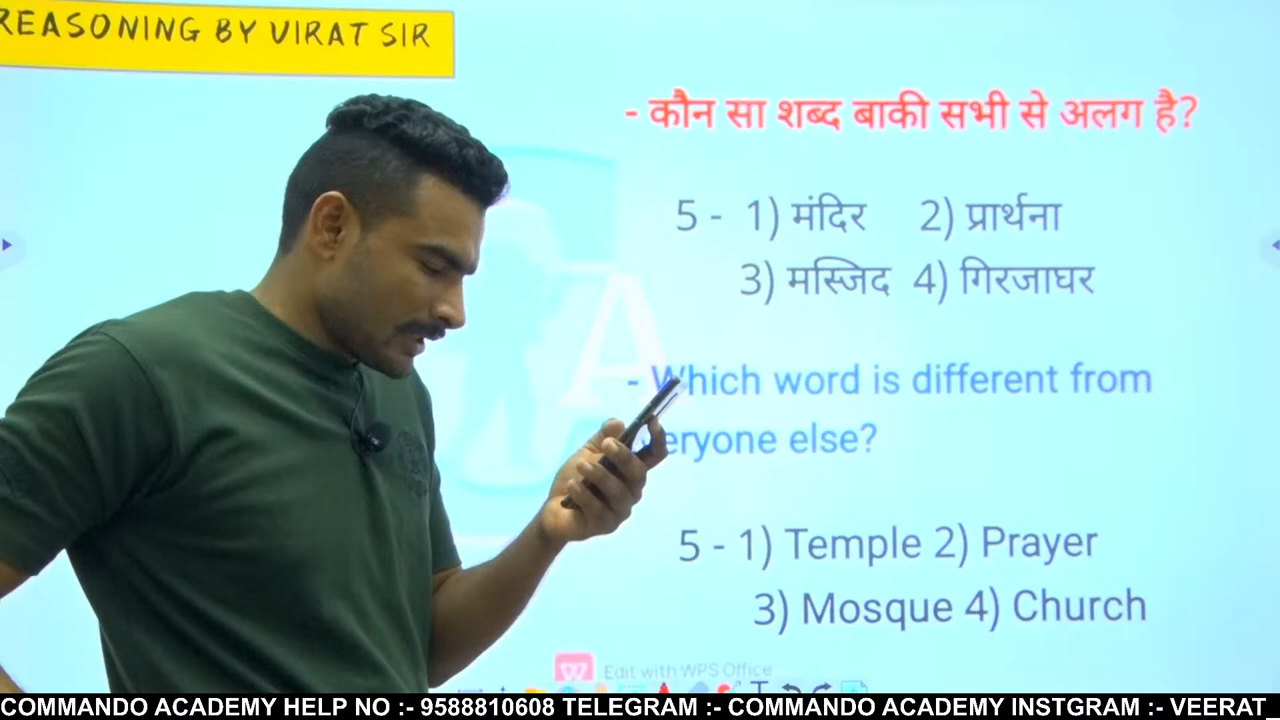 REASONING BY VIRAT SIR
- कौन सा शब्द बाकी सभी से अलग है?
5 - 1) मंदिर 2) प्रार्थना
3) मस्जिद 4) गिरजाघर
- Which word is different from
eryone else?
5 - 1) Temple 2) Prayer
3) Mosque 4) Church
Edit with WPS Office
COMMANDO ACADEMY HELP NO :- 9588810608 TELEGRAM :- COMMANDO ACADEMY INSTGRAM :- VEERAT